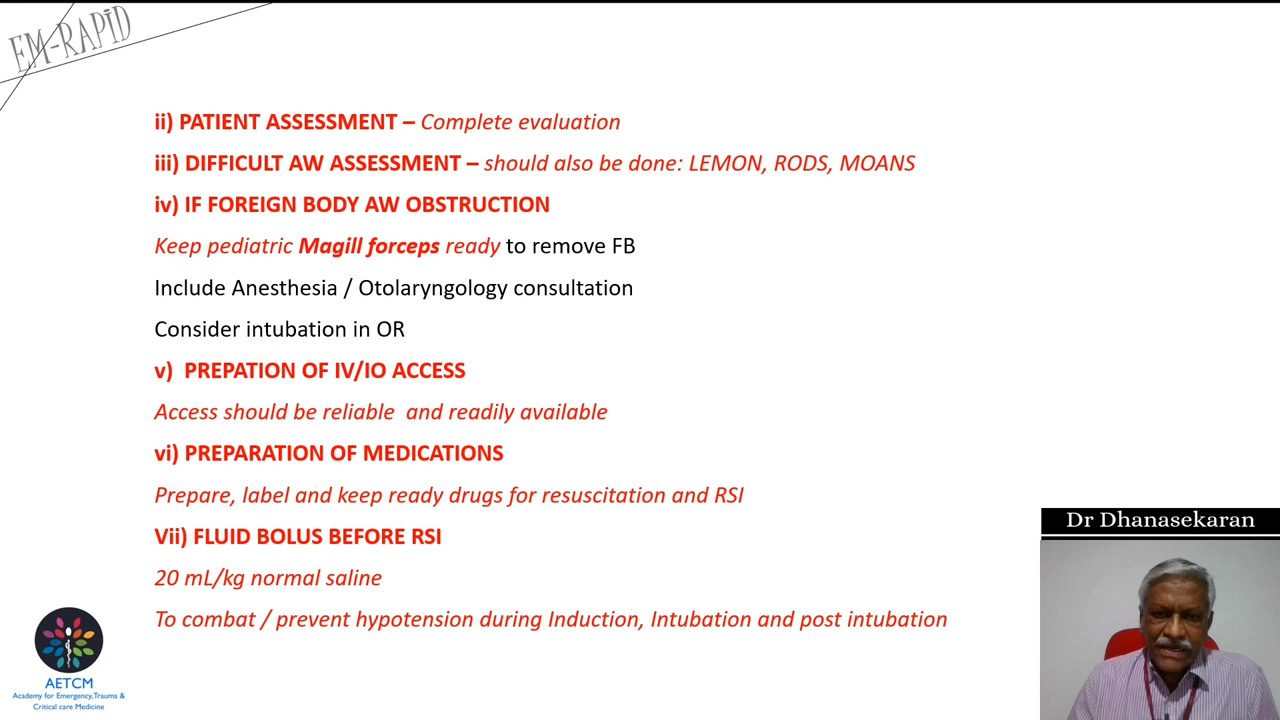 EM-RAPiD
ii) PATIENT ASSESSMENT – Complete evaluation
iii) DIFFICULT AW ASSESSMENT – should also be done: LEMON, RODS, MOANS
iv) IF FOREIGN BODY AW OBSTRUCTION
Keep pediatric Magill forceps ready to remove FB
Include Anesthesia / Otolaryngology consultation
Consider intubation in OR
v) PREPATION OF IV/IO ACCESS
Access should be reliable and readily available
vi) PREPARATION OF MEDICATIONS
Prepare, label and keep ready drugs for resuscitation and RSI
Vii) FLUID BOLUS BEFORE RSI
20 mL/kg normal saline
To combat / prevent hypotension during Induction, Intubation and post intubation
Dr Dhanasekaran
AETCM
Academy for Emergency,Trauma &
Critical care Medicine